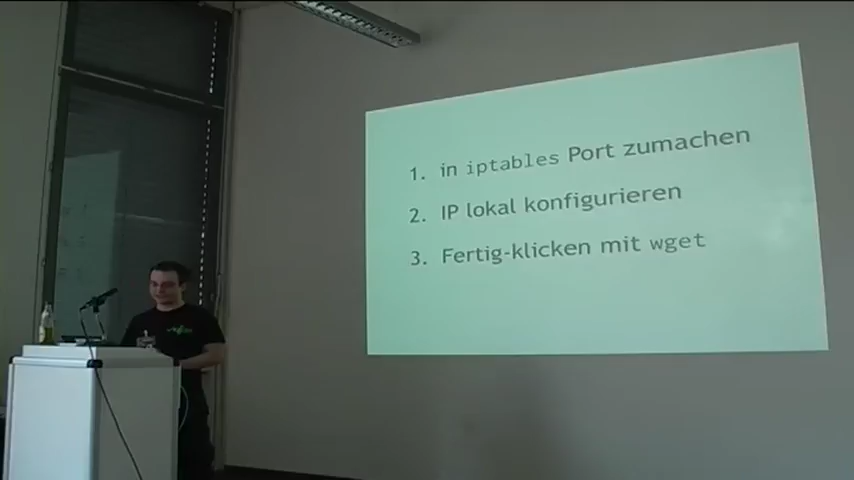 1. in iptables Port zumachen
2. IP lokal konfigurieren
3. Fertig-klicken mit wget